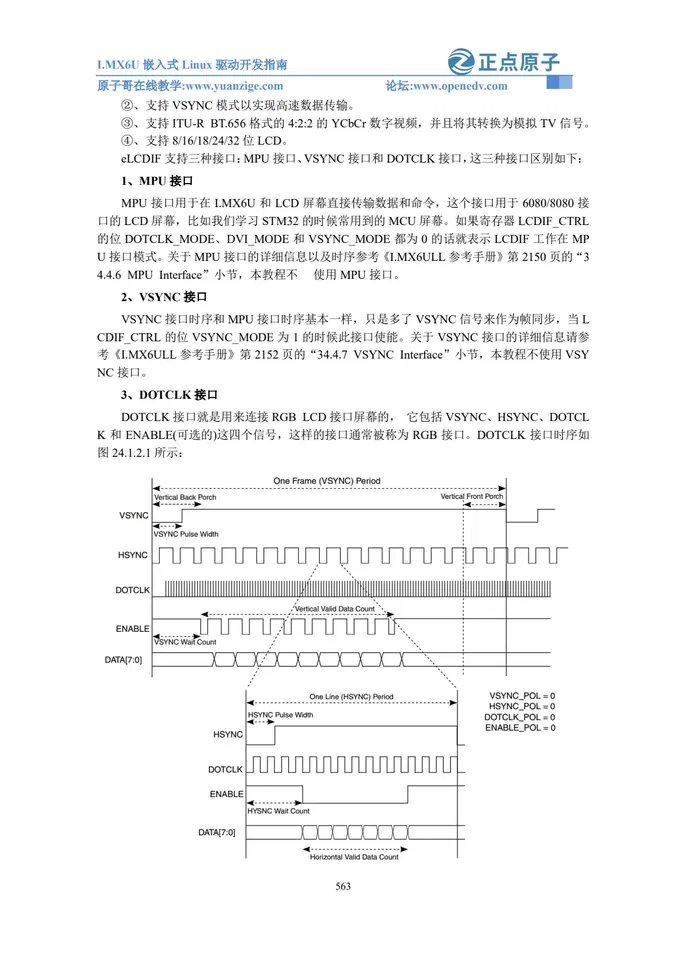 I.MX6U 嵌入式 Linux 驱动开发指南
正点原子
原子哥在线教学:www.yuanzige.com
论坛:www.openedv.com
②、支持 VSYNC 模式以实现高速数据传输。
③、支持 ITU-R BT.656 格式的 4:2:2 的 YCbCr 数字视频，并且将其转换为模拟 TV 信号。
④、支持 8/16/18/24/32 位 LCD。
eLCDIF 支持三种接口：MPU 接口、VSYNC 接口和 DOTCLK 接口，这三种接口区别如下：
1、MPU 接口
MPU 接口用于在 I.MX6U 和 LCD 屏幕直接传输数据和命令，这个接口用于 6080/8080 接
口的 LCD 屏幕，比如我们学习 STM32 的时候常用到的 MCU 屏幕。如果寄存器 LCDIF_CTRL
的位 DOTCLK_MODE、DVI_MODE 和 VSYNC_MODE 都为 0 的话就表示 LCDIF 工作在 MP
U 接口模式。关于 MPU 接口的详细信息以及时序参考《I.MX6ULL 参考手册》第 2150 页的“3
4.4.6 MPU Interface”小节，本教程不 使用 MPU 接口。
2、VSYNC 接口
VSYNC 接口时序和 MPU 接口时序基本一样，只是多了 VSYNC 信号来作为帧同步，当 L
CDIF_CTRL 的位 VSYNC_MODE 为 1 的时候此接口使能。关于 VSYNC 接口的详细信息请参
考《I.MX6ULL 参考手册》第 2152 页的“34.4.7 VSYNC Interface”小节，本教程不使用 VSY
NC 接口。
3、DOTCLK 接口
DOTCLK 接口就是用来连接 RGB LCD 接口屏幕的， 它包括 VSYNC、HSYNC、DOTCL
K 和 ENABLE(可选的)这四个信号，这样的接口通常被称为 RGB 接口。DOTCLK 接口时序如
图 24.1.2.1 所示：
One Frame (VSYNC) Period
Vertical Back Porch
Vertical Front Porch
VSYNC
VSYNC Pulse Width
HSYNC
DOTCLK
Vertical Valid Data Count
ENABLE
VSYNC Wait Count
DATA[7:0]
One Line (HSYNC) Period
VSYNC_POL = 0
HSYNC_POL = 0
DOTCLK_POL = 0
ENABLE_POL = 0
HSYNC Pulse Width
HSYNC
DOTCLK
ENABLE
HYSNC Wait Count
DATA[7:0]
Horizontal Valid Data Count
563